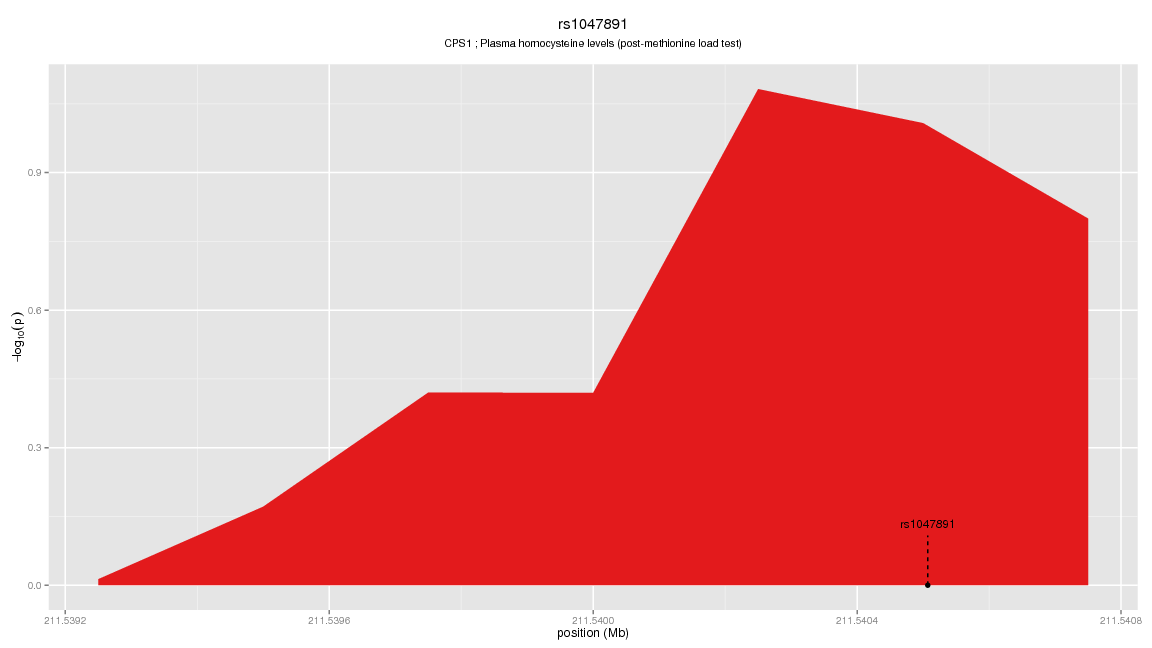 rs1047891
CPS1 ; Plasma homocysteine levels (post-methionine load test)
0.9
0.6
0.3
0.0
−log10(p)
rs1047891
211.5392 211.5396 211.5400 211.5404 211.5408
position (Mb)